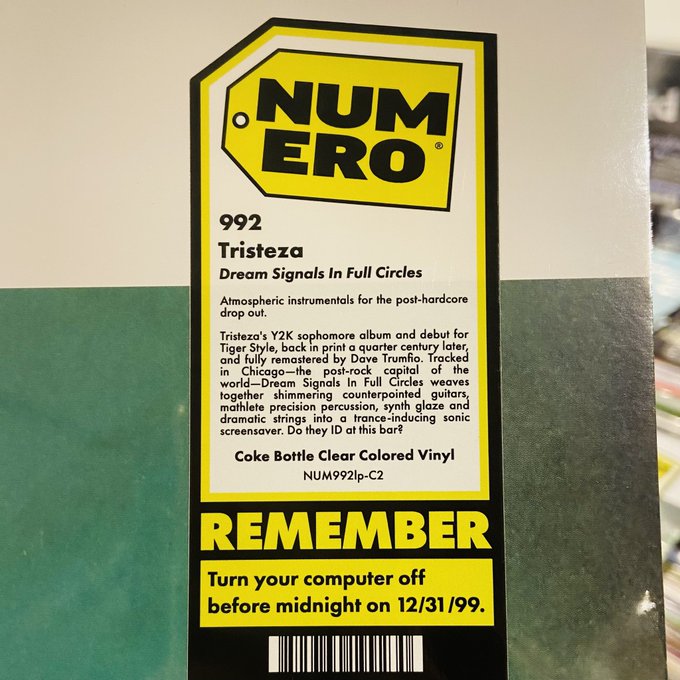 NUM
ERO®
992
Tristeza
Dream Signals In Full Circles
Atmospheric instrumentals for the post-hardcore
drop out.
Tristeza's Y2K sophomore album and debut for
Tiger Style, back in print a quarter century later,
and fully remastered by Dave Trumfio. Tracked
in Chicago—the post-rock capital of the
world—Dream Signals In Full Circles weaves
together shimmering counterpointed guitars,
mathlete precision percussion, synth glaze and
dramatic strings into a trance-inducing sonic
screensaver. Do they ID at this bar?
Coke Bottle Clear Colored Vinyl
NUM992lp-C2
REMEMBER
Turn your computer off
before midnight on 12/31/99.